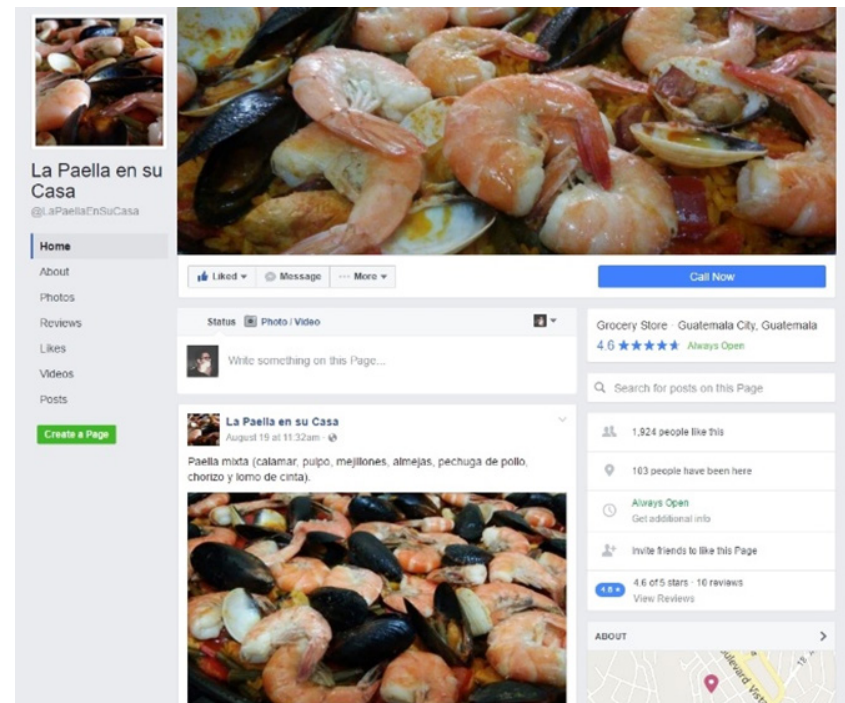 La Paella en su
Casa
@LaPaellaEnSuCasa
Home
About
Photos
Reviews
Likes
Videos
Posts
Create a Page
Liked
Message
More
Call Now
Status
Photo / Video
Write something on this Page...
La Paella en su Casa
August 19 at 11:32am
Paella mixta (calamar, pulpo, mejillones, almejas, pechuga de pollo,
chorizo y lomo de cinta).
Grocery Store · Guatemala City, Guatemala
4.6 ★★★★★ Always Open
Search for posts on this Page
1,924 people like this
103 people have been here
Always Open
Get additional info
Invite friends to like this Page
4.6 of 5 stars · 10 reviews
View Reviews
ABOUT